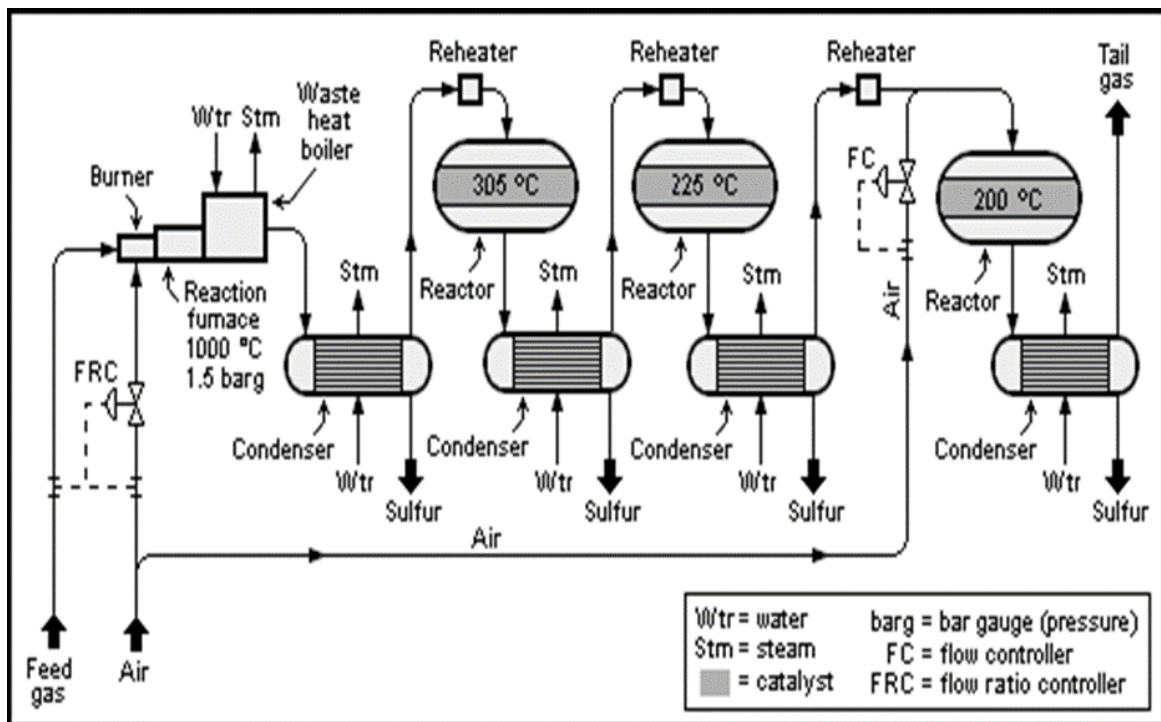 Reheater
Reheater
Reheater
Tail
gas
Waste
heat
boiler
Wtr Stm
Burner
FC
305 °C
225 °C
200 °C
Reaction
furnace
1000 °C
1.5 barg
Stm
Reactor
Stm
Reactor
Stm
Air
Reactor
Stm
FRC
Condenser
Wtr
Condenser
Wtr
Condenser
Wtr
Condenser
Wtr
Sulfur
Sulfur
Sulfur
Sulfur
Air
Feed
gas
Air
Wtr = water
Stm = steam
= catalyst
barg = bar gauge (pressure)
FC = flow controller
FRC = flow ratio controller